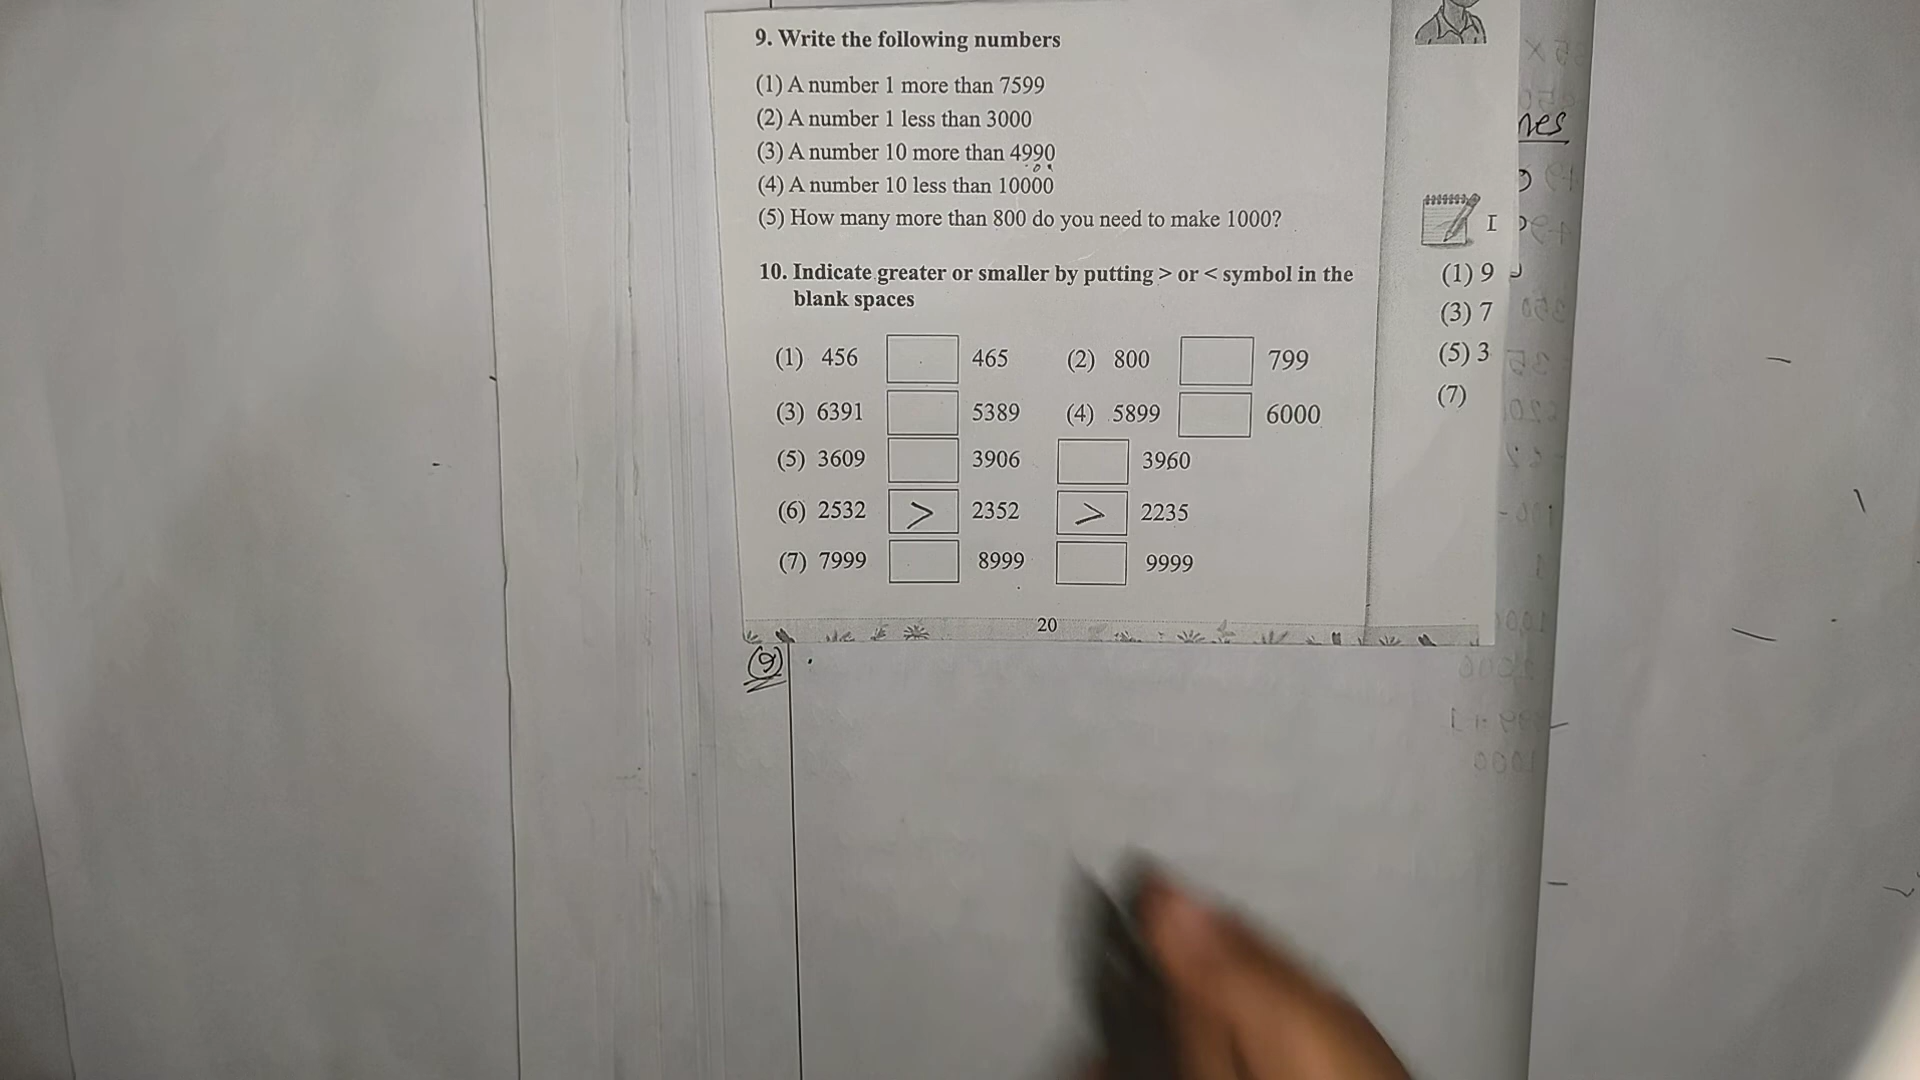 9. Write the following numbers
(1) A number 1 more than 7599
(2) A number 1 less than 3000
(3) A number 10 more than 4990
(4) A number 10 less than 10000
(5) How many more than 800 do you need to make 1000?
10. Indicate greater or smaller by putting > or < symbol in the
blank spaces
(1) 456 465 (2) 800 799
(3) 6391 5389 (4) 5899 6000
(5) 3609 3906 3960
(6) 2532 > 2352 > 2235
(7) 7999 8999 9999
20
(9)
nes
I
(1) 9
(3) 7
(5) 3
(7)